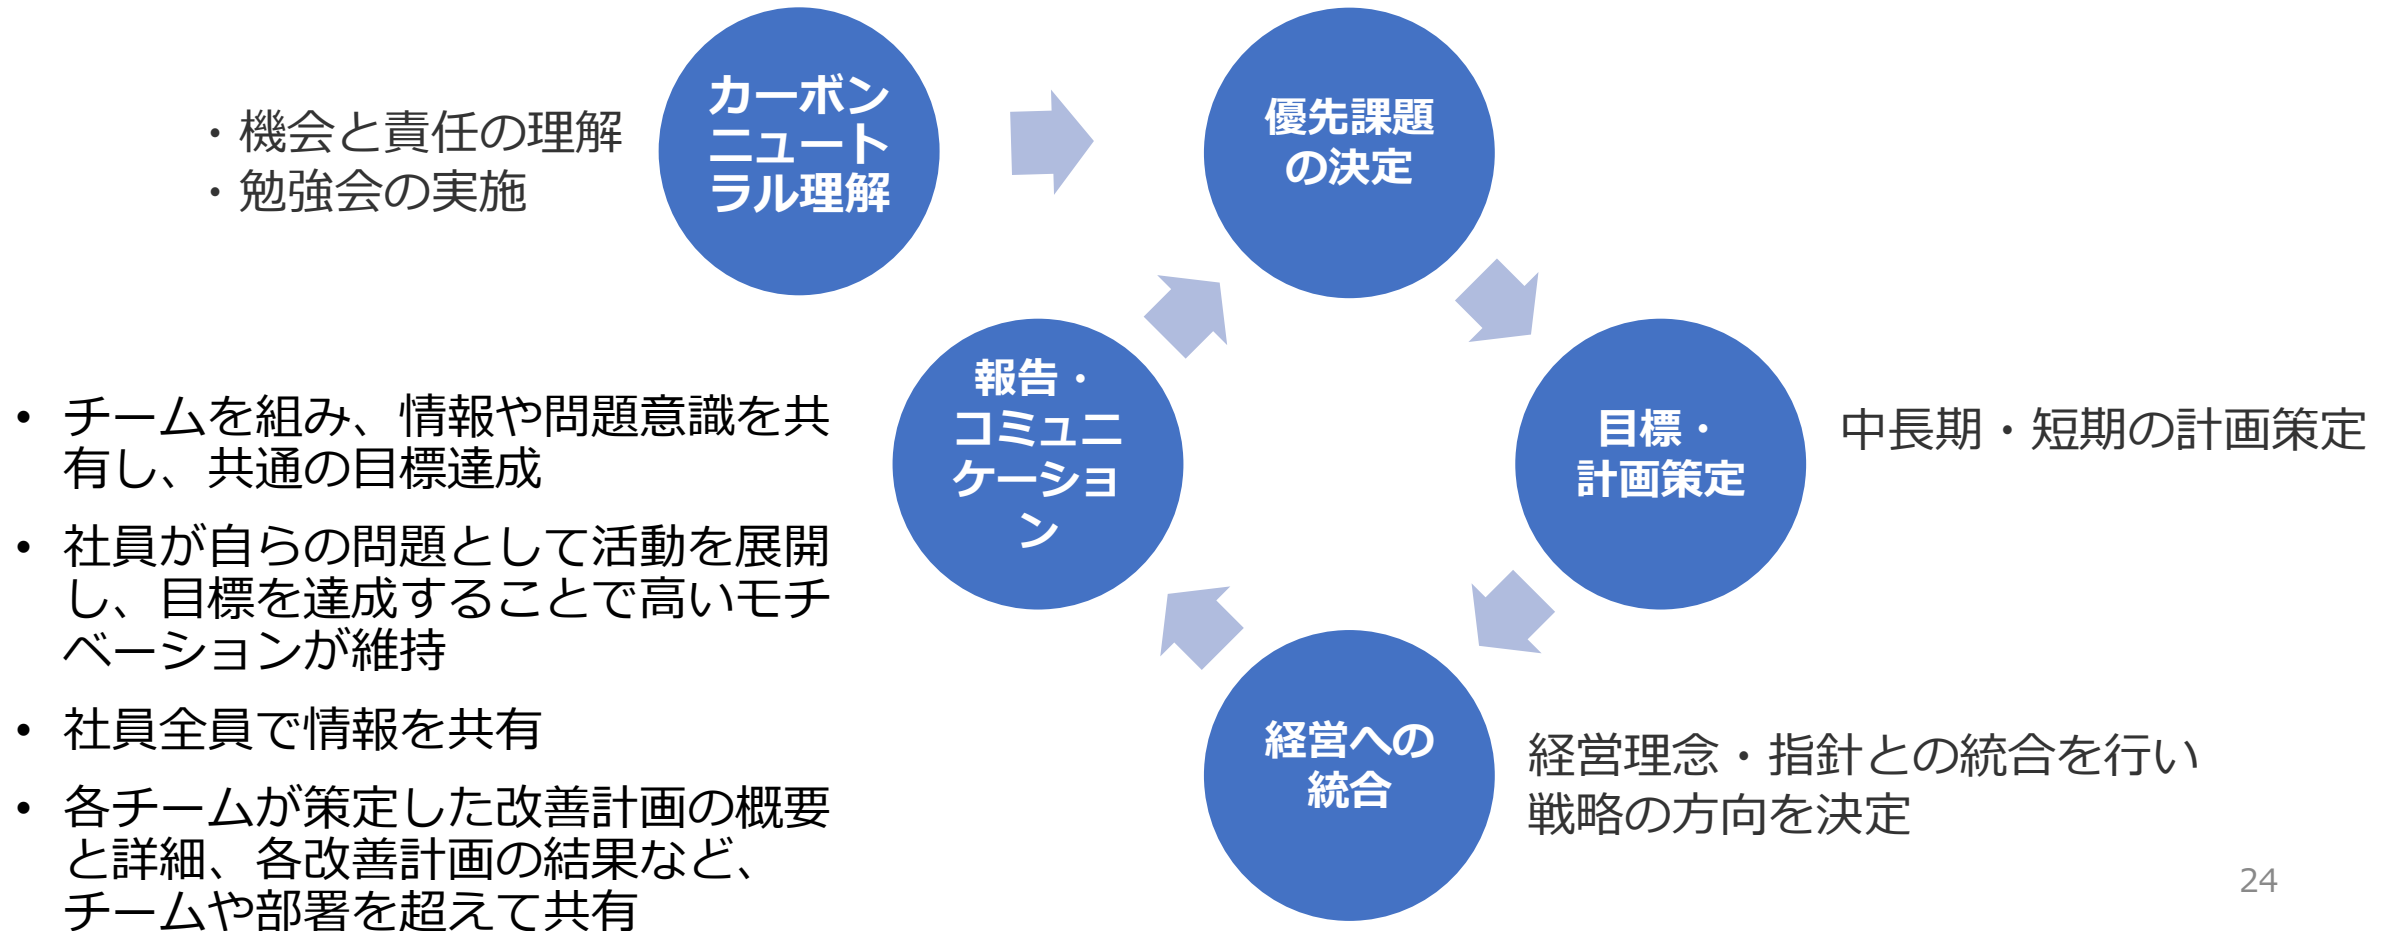 ・機会と責任の理解
・勉強会の実施
カーボン
ニュート
ラル理解
優先課題
の決定
目標・
計画策定
中長期・短期の計画策定
経営への
統合
経営理念・指針との統合を行い
戦略の方向を決定
報告・
コミュニ
ケーショ
ン
• チームを組み、情報や問題意識を共
有し、共通の目標達成
• 社員が自らの問題として活動を展開
し、目標を達成することで高いモチ
ベーションが維持
• 社員全員で情報を共有
• 各チームが策定した改善計画の概要
と詳細、各改善計画の結果など、
チームや部署を超えて共有
24